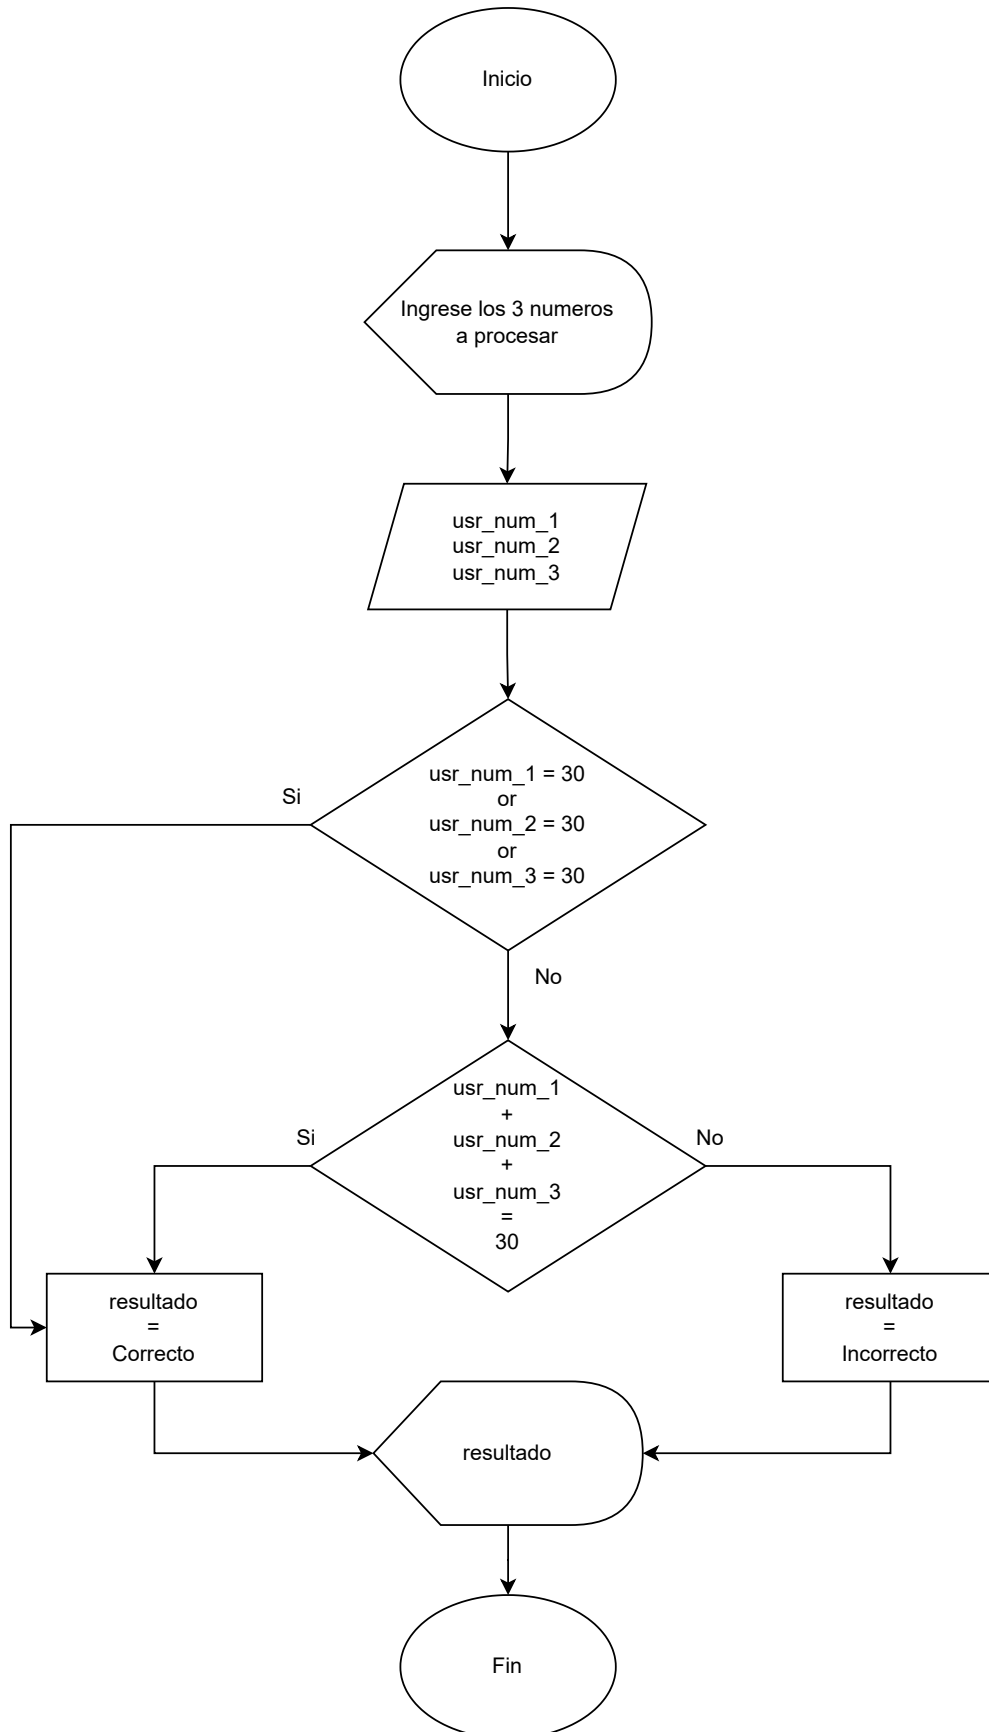 Inicio
Ingrese los 3 numeros
a procesar
usr_num_1
usr_num_2
usr_num_3
usr_num_1 = 30
or
usr_num_2 = 30
or
usr_num_3 = 30
Si
No
usr_num_1
+
usr_num_2
+
usr_num_3
=
30
Si
No
resultado
=
Correcto
resultado
=
Incorrecto
resultado
Fin